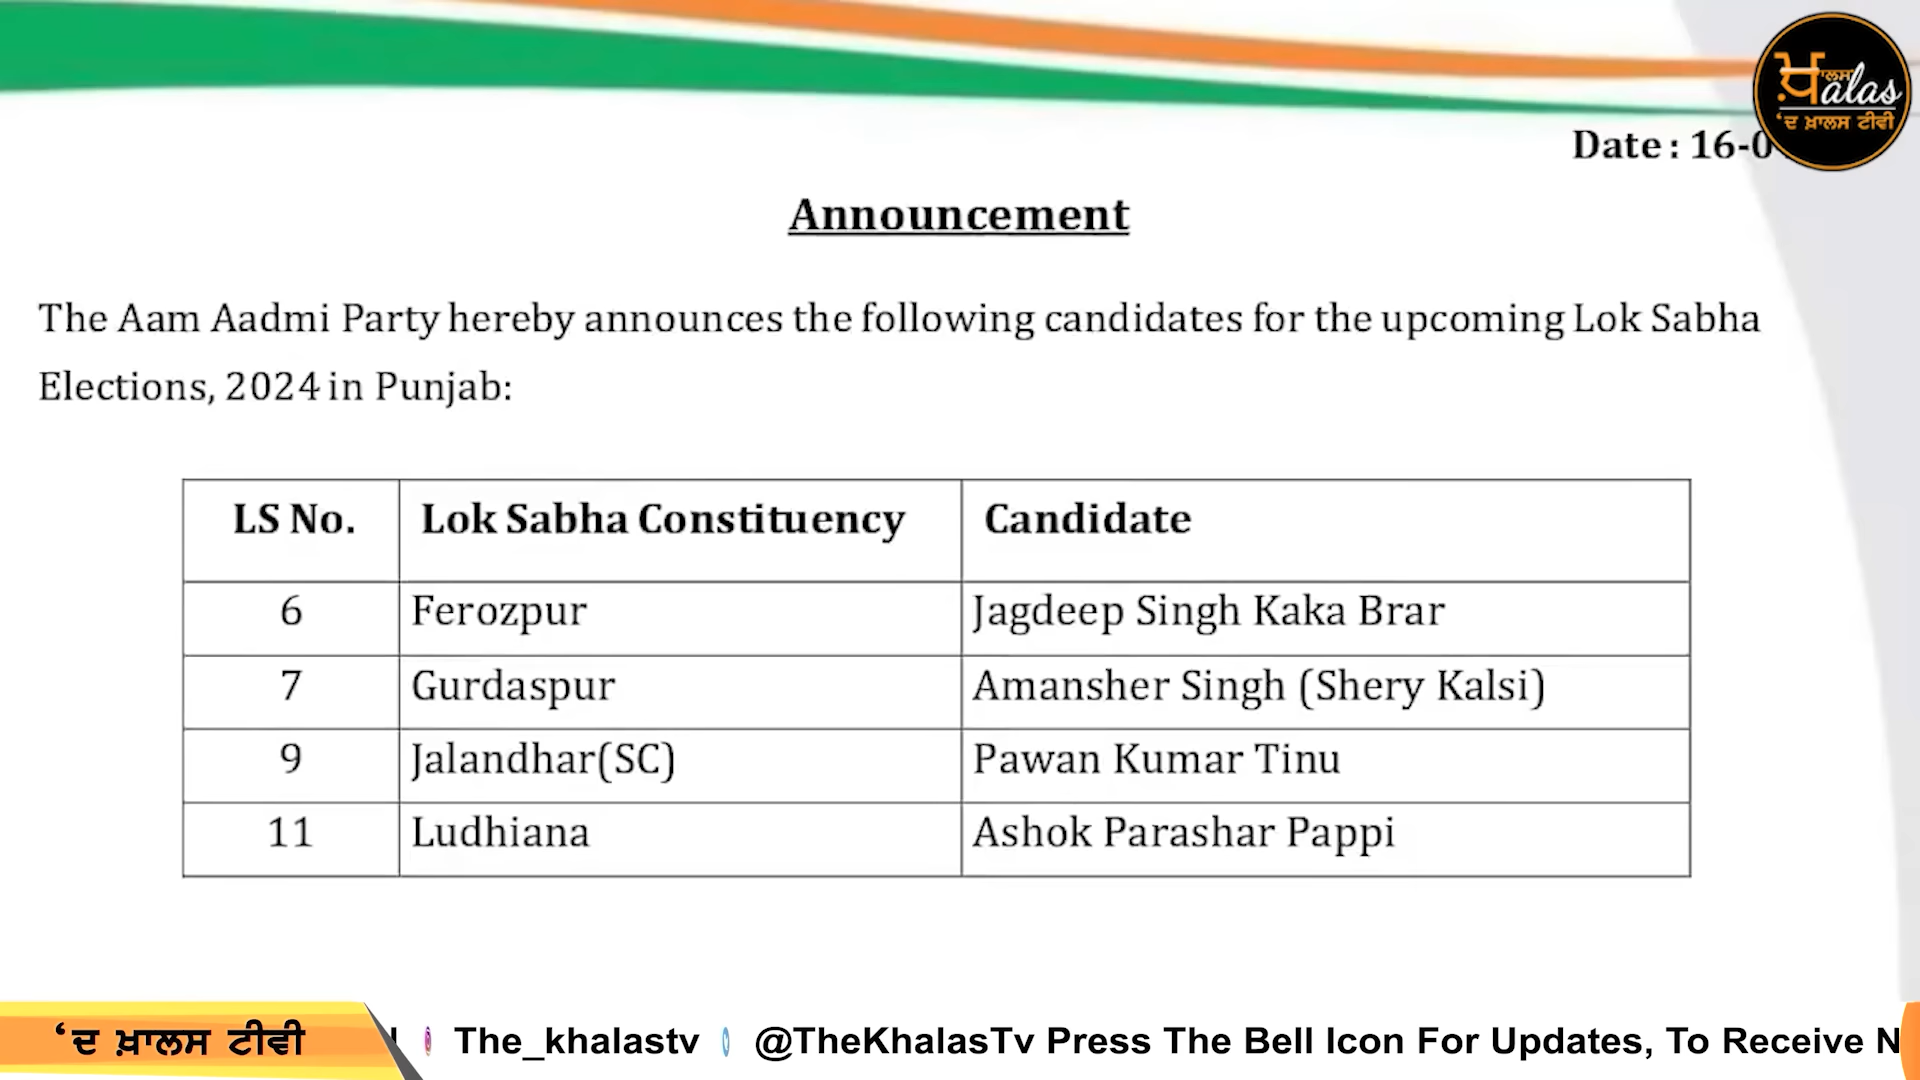 ਖ਼ਾਲਸ
alas
‘ਦ ਖ਼ਾਲਸ ਟੀਵੀ
Date : 16-0
Announcement
The Aam Aadmi Party hereby announces the following candidates for the upcoming Lok Sabha
Elections, 2024 in Punjab:
LS No. Lok Sabha Constituency Candidate
6 Ferozpur Jagdeep Singh Kaka Brar
7 Gurdaspur Amansher Singh (Shery Kalsi)
9 Jalandhar(SC) Pawan Kumar Tinu
11 Ludhiana Ashok Parashar Pappi
‘ਦ ਖ਼ਾਲਸ ਟੀਵੀ The_khalastv @TheKhalasTv Press The Bell Icon For Updates, To Receive N